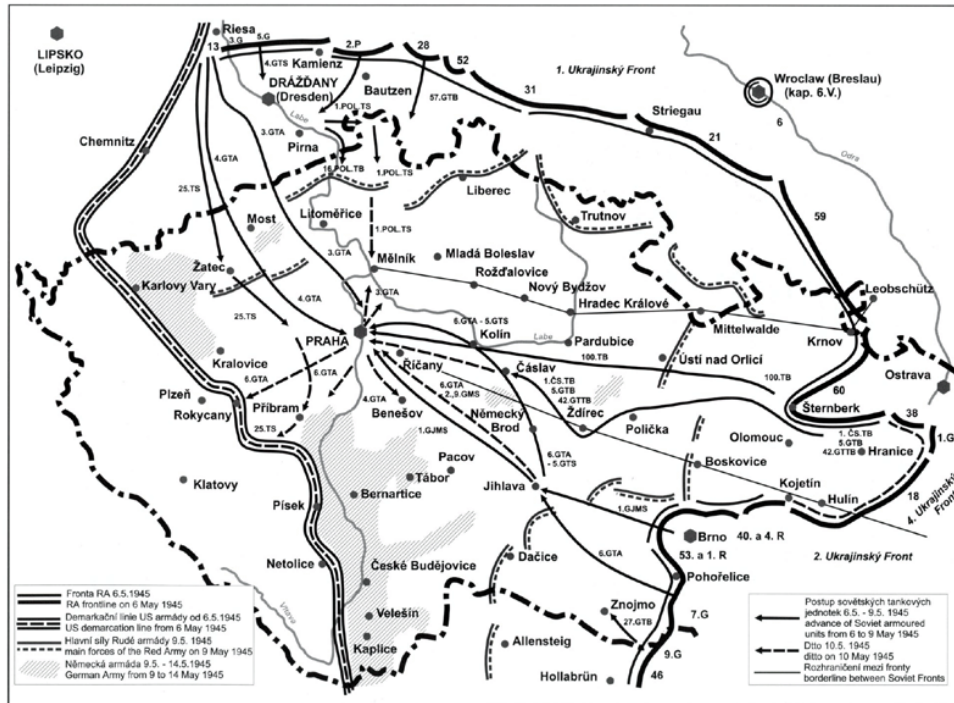 Riesa
3.G
5.G
13
LIPSKO
(Leipzig)
4.GTS
Kamienz
2.P
28
52
1. Ukrajinský Front
Wroclaw (Breslau)
(kap. 6.V.)
6
Odra
DRÁŽĎANY
(Dresden)
Bautzen
57.GTB
31
Striegau
21
1.POL.TS
Labe
Chemnitz
3.GTA
Pirna
4.GTA
16.POL.TB
1.POL.TS
25.TS
Liberec
Trutnov
59
Most
Litoměřice
1.POL.TS
Mladá Boleslav
Žatec
3.GTA
Mělník
Rožďalovice
Leobschütz
Karlovy Vary
3.GTA
Nový Bydžov
4.GTA
Hradec Králové
25.TS
6.GTA - 5.GTS
Mittelwalde
Krnov
PRAHA
Kolín
Labe
Pardubice
Kralovice
Říčany
100.TB
Ústí nad Orlicí
Ostrava
6.GTA
6.GTA
Čáslav
100.TB
Plzeň
6.GTA
2.,9.GMS
1.ČS.TB
5.GTB
42.GTTB
60
Rokycany
Příbram
4.GTA
Benešov
Německý
Brod
Ždírec
Šternberk
38
25.TS
1.GJMS
Polička
Olomouc
1. ČS.TB
5.GTB
42.GTTB
1.G
Hranice
Pacov
6.GTA
- 5.GTS
Boskovice
Klatovy
Tábor
Kojetín
18
Bernartice
Jihlava
Hulín
4. Ukrajinský
Front
Písek
1.GJMS
Brno
40. a 4. R
2. Ukrajinský Front
53. a 1. R
Netolice
Dačice
6.GTA
České Budějovice
Pohořelice
Vltava
Velešín
Znojmo
27.GTB
7.G
Kaplice
Allensteig
9.G
Hollabrün
46
Fronta RA 6.5.1945
RA frontline on 6 May 1945
Demarkační linie US armády od 6.5.1945
US demarcation line from 6 May 1945
Hlavní síly Rudé armády 9.5. 1945
main forces of the Red Army on 9 May 1945
Německá armáda 9.5. - 14.5.1945
German Army from 9 to 14 May 1945
Postup sovětských tankových
jednotek 6.5. - 9.5. 1945
advance of Soviet armoured
units from 6 to 9 May 1945
Dtto 10.5. 1945
ditto on 10 May 1945
Rozhraničení mezi fronty
borderline between Soviet Fronts